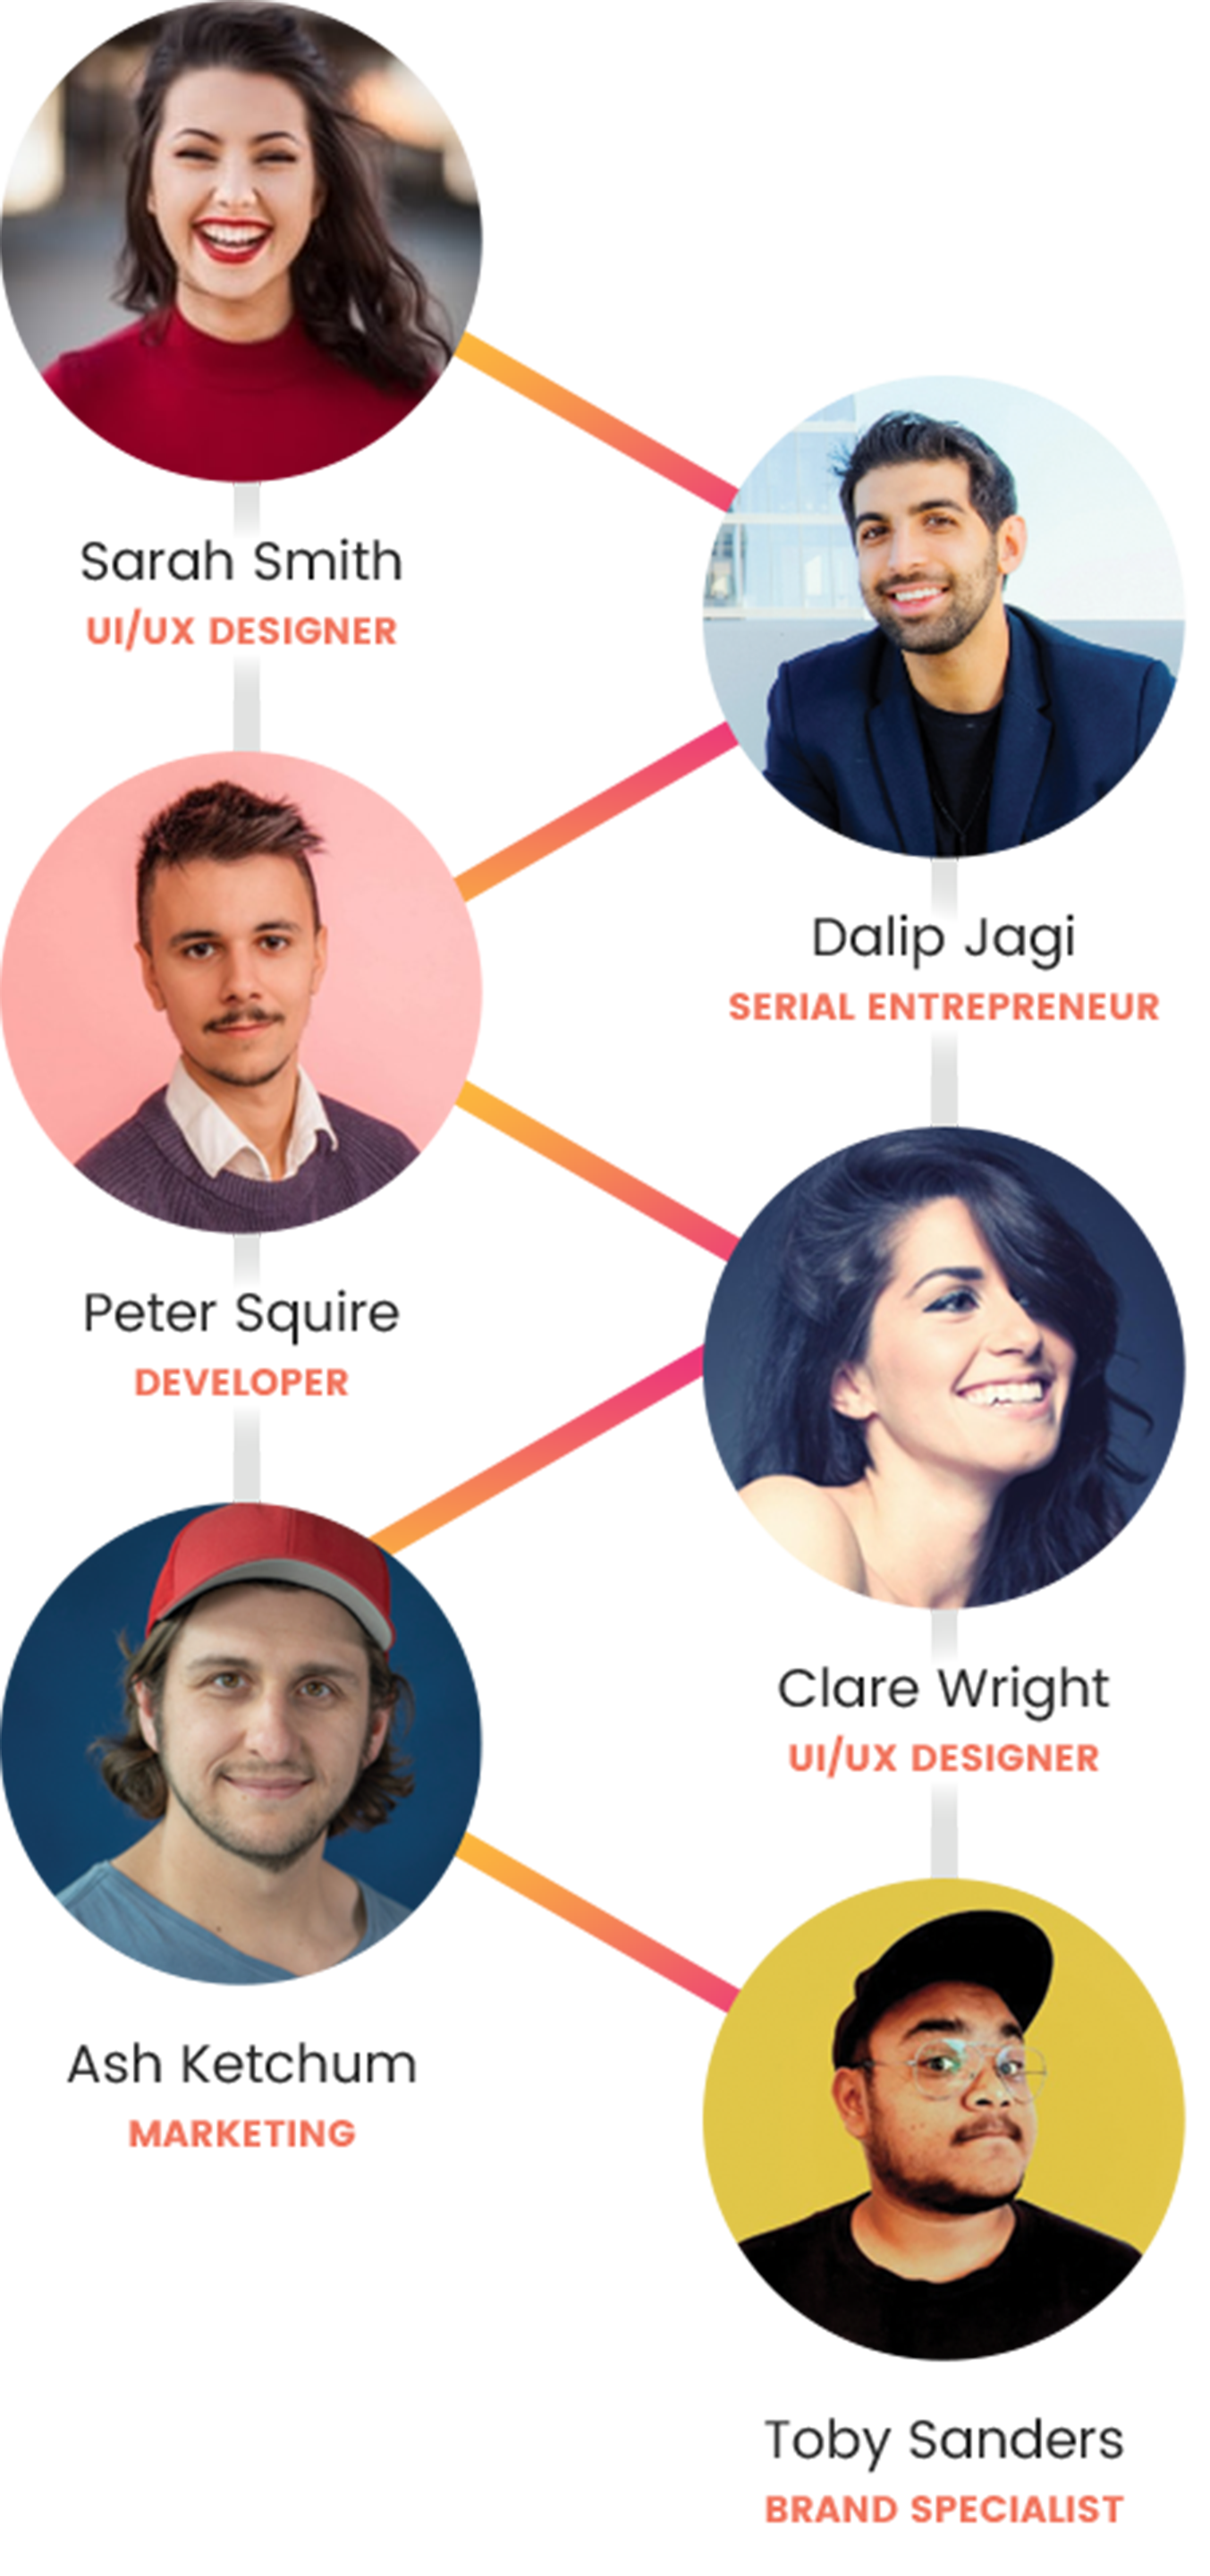 Sarah Smith
UI/UX DESIGNER
Dalip Jagi
SERIAL ENTREPRENEUR
Peter Squire
DEVELOPER
Clare Wright
UI/UX DESIGNER
Ash Ketchum
MARKETING
Toby Sanders
BRAND SPECIALIST